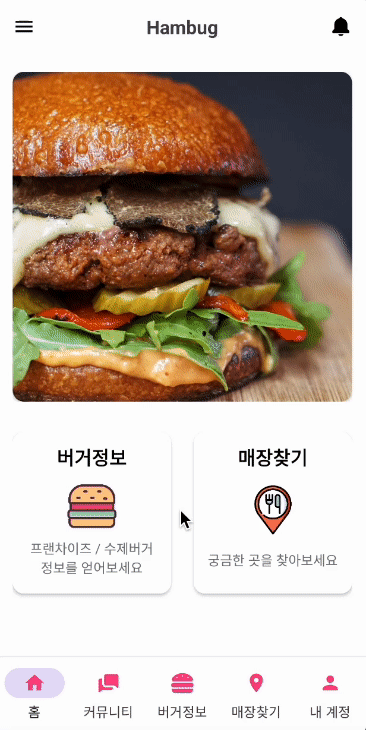 Hambug
버거정보
매장찾기
프랜차이즈 / 수제버거
정보를 얻어보세요
궁금한 곳을 찾아보세요
홈
커뮤니티
버거정보
매장찾기
내 계정